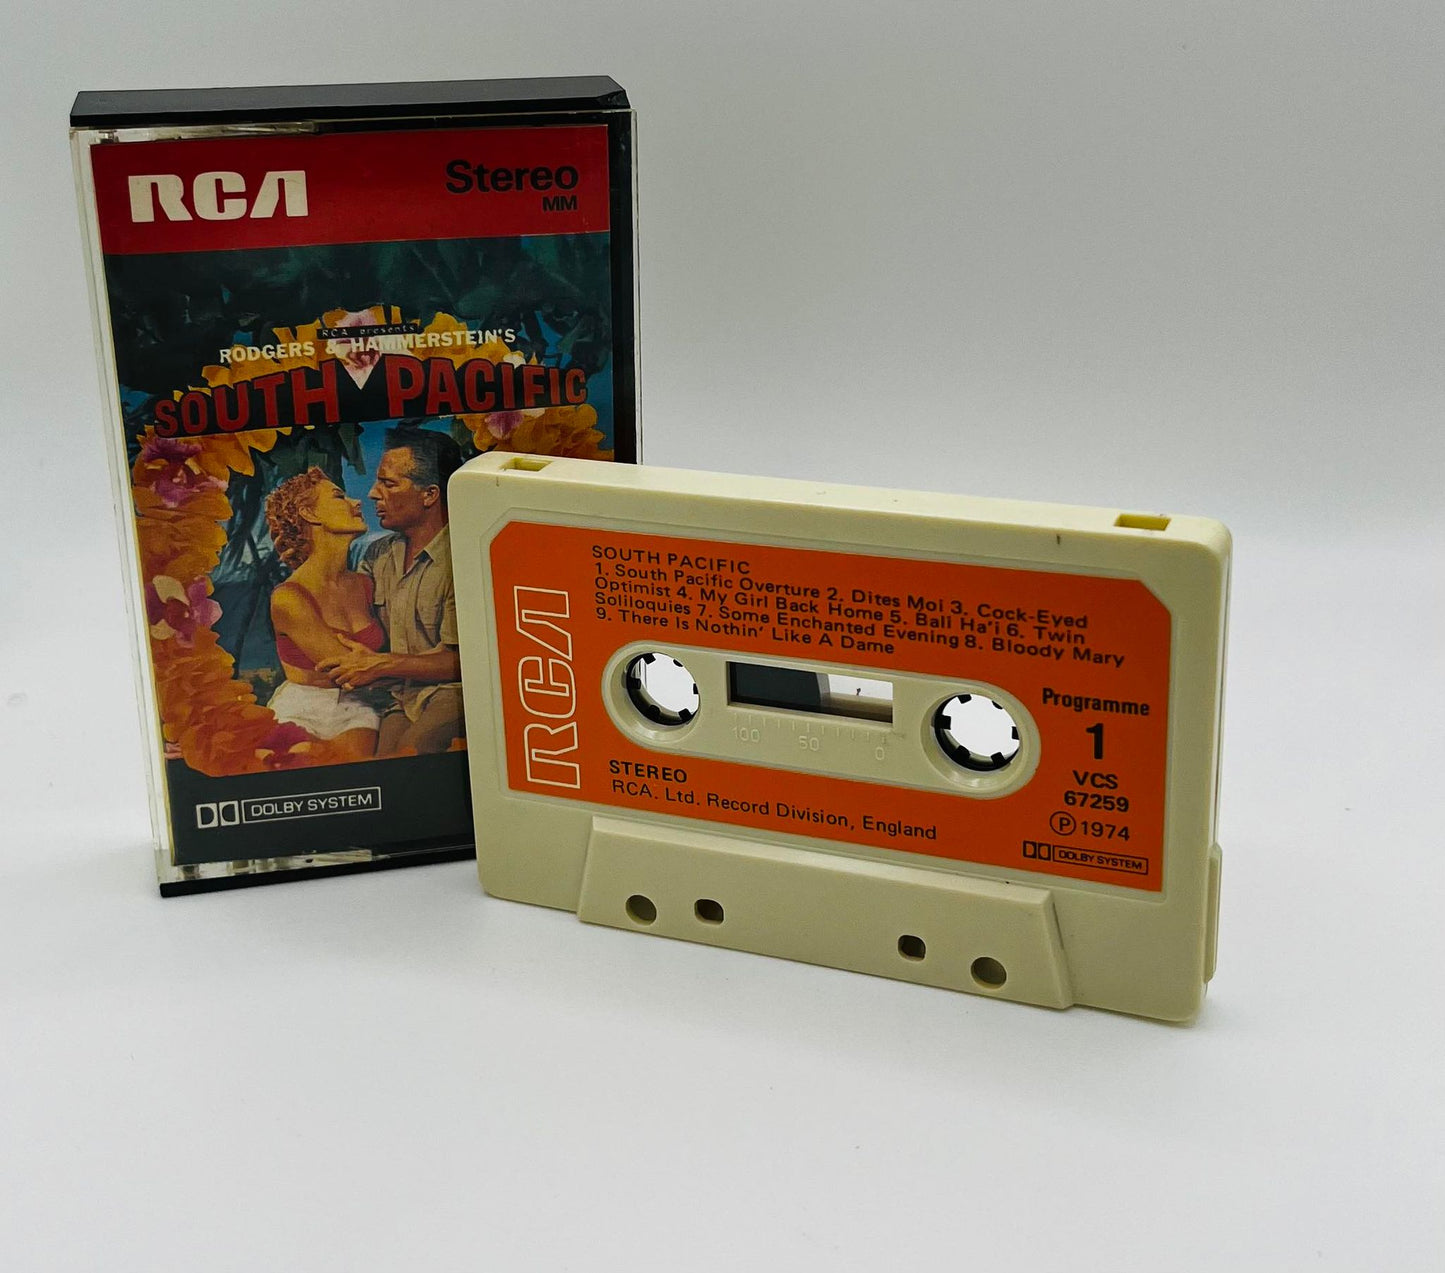 RCA
Stereo
MM
RCA presents
RODGERS & HAMMERSTEIN'S
SOUTH PACIFIC
DOLBY SYSTEM
RCA
SOUTH PACIFIC
1. South Pacific Overture 2. Dites Moi 3. Cock-Eyed
Optimist 4. My Girl Back Home 5. Bali Ha'i 6. Twin
Soliloquies 7. Some Enchanted Evening 8. Bloody Mary
9. There Is Nothin' Like A Dame
100 50 0
Programme
1
VCS
67259
Ⓟ 1974
DOLBY SYSTEM
STEREO
RCA. Ltd. Record Division, England